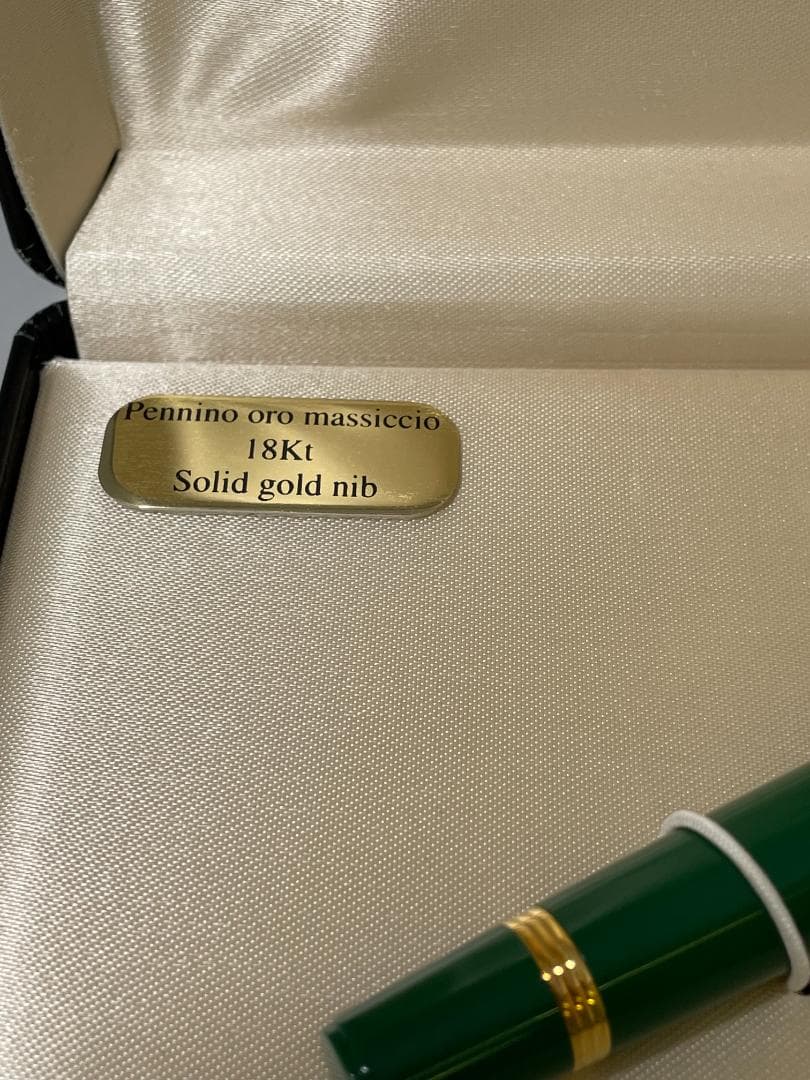 Pennino oro massiccio
18Kt
Solid gold nib